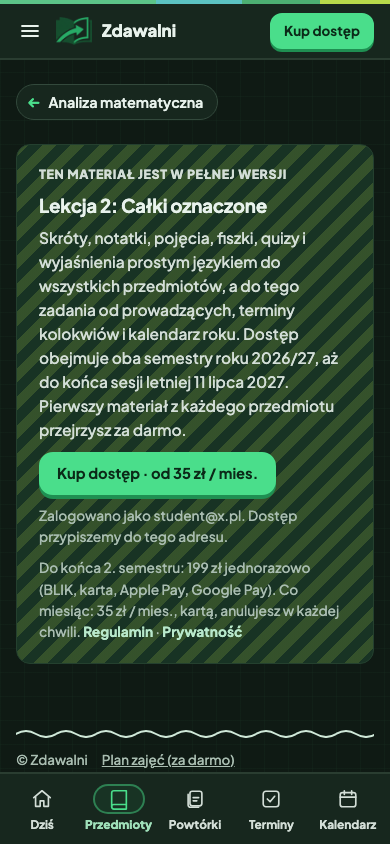 Zdawalni
Kup dostęp
← Analiza matematyczna
TEN MATERIAŁ JEST W PEŁNEJ WERSJI
Lekcja 2: Całki oznaczone
Skróty, notatki, pojęcia, fiszki, quizy i
wyjaśnienia prostym językiem do
wszystkich przedmiotów, a do tego
zadania od prowadzących, terminy
kolokwiów i kalendarz roku. Dostęp
obejmuje oba semestry roku 2026/27, aż
do końca sesji letniej 11 lipca 2027.
Pierwszy materiał z każdego przedmiotu
przejrzysz za darmo.
Kup dostęp · od 35 zł / mies.
Zalogowano jako student@x.pl. Dostęp
przypiszemy do tego adresu.
Do końca 2. semestru: 199 zł jednorazowo
(BLIK, karta, Apple Pay, Google Pay). Co
miesiąc: 35 zł / mies., kartą, anulujesz w każdej
chwili. Regulamin · Prywatność
© Zdawalni Plan zajęć (za darmo)
Dziś Przedmioty Powtórki Terminy Kalendarz